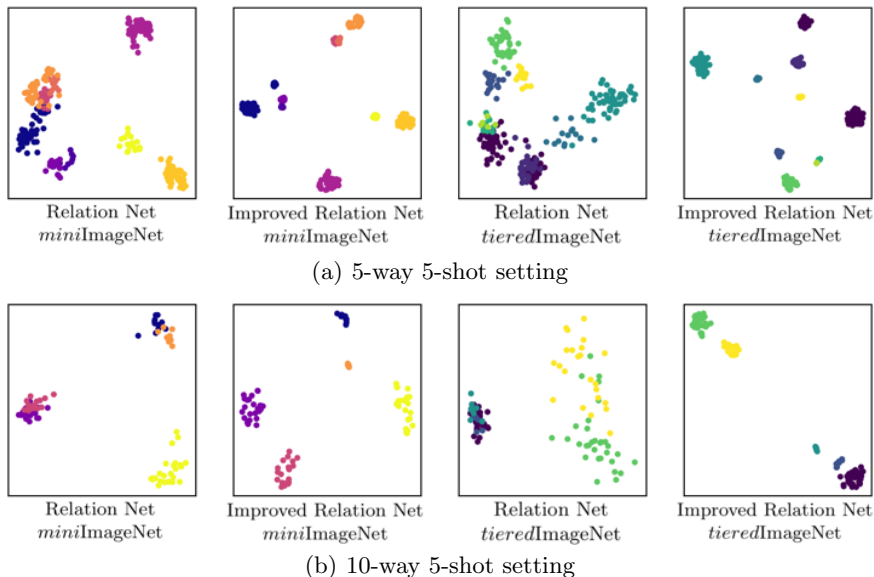 Relation Net Improved Relation Net Relation Net Improved Relation Net
miniImageNet miniImageNet tieredImageNet tieredImageNet
(a) 5-way 5-shot setting
Relation Net Improved Relation Net Relation Net Improved Relation Net
miniImageNet miniImageNet tieredImageNet tieredImageNet
(b) 10-way 5-shot setting